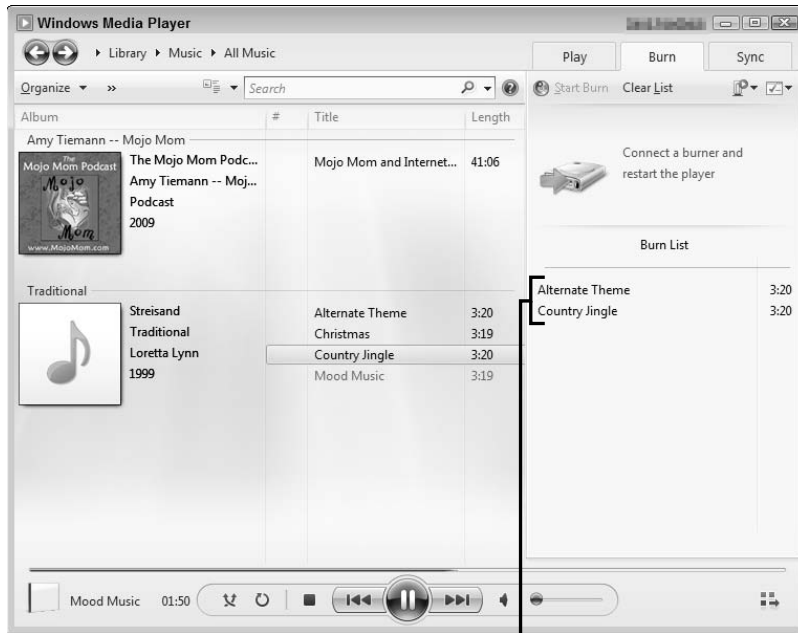 Windows Media Player
Library Music All Music
Play Burn Sync
Organize » Search
Start Burn Clear List
Album # Title Length
Amy Tiemann -- Mojo Mom
The Mojo Mom Podcast
Mojo
Mom
www.MojoMom.com
The Mojo Mom Podc... Mojo Mom and Internet... 41:06
Amy Tiemann -- Moj...
Podcast
2009
Connect a burner and
restart the player
Burn List
Alternate Theme 3:20
Country Jingle 3:20
Traditional
Streisand Alternate Theme 3:20
Traditional Christmas 3:19
Loretta Lynn Country Jingle 3:20
1999 Mood Music 3:19
Mood Music 01:50